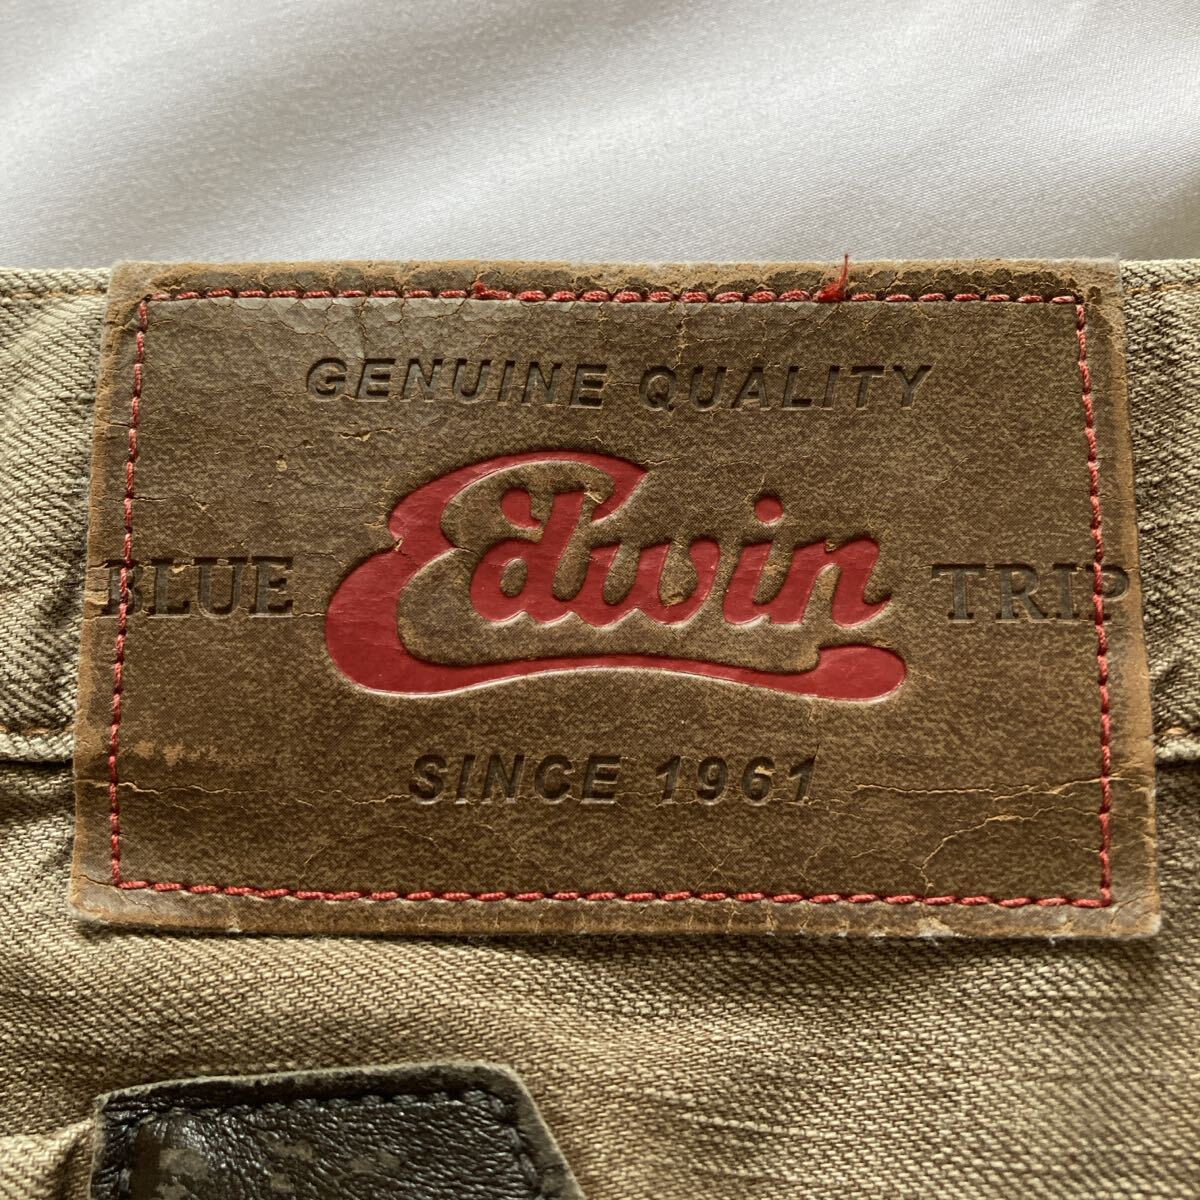 GENUINE QUALITY
BLUE Edwin TRIP
SINCE 1961